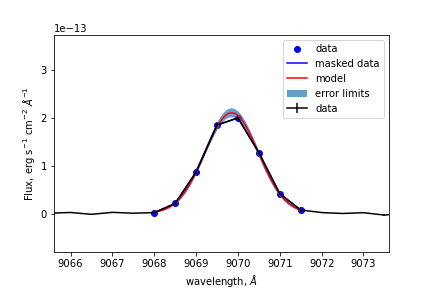 1e−13
data
masked data
model
error limits
data
3
2
1
0
Flux, erg s⁻¹ cm⁻² Å⁻¹
9066 9067 9068 9069 9070 9071 9072 9073
wavelength, Å